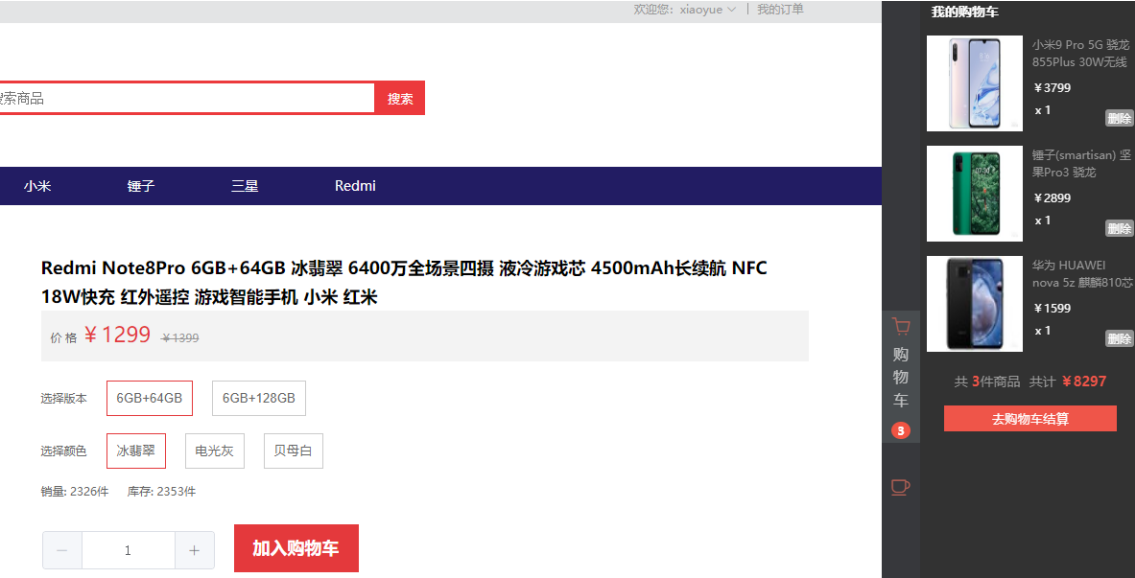 欢迎您：xiaoyue
我的订单
搜索商品
搜索
小米 锤子 三星 Redmi
Redmi Note8Pro 6GB+64GB 冰翡翠 6400万全场景四摄 液冷游戏芯 4500mAh长续航 NFC
18W快充 红外遥控 游戏智能手机 小米 红米
价 格 ￥1299 ￥1399
选择版本 6GB+64GB 6GB+128GB
选择颜色 冰翡翠 电光灰 贝母白
销量: 2326件 库存: 2353件
1
加入购物车
购
物
车
3
我的购物车
小米9 Pro 5G 骁龙
855Plus 30W无线
￥3799
x 1
删除
锤子(smartisan) 坚
果Pro3 骁龙
￥2899
x 1
删除
华为 HUAWEI
nova 5z 麒麟810芯
￥1599
x 1
删除
共 3件商品 共计 ￥8297
去购物车结算